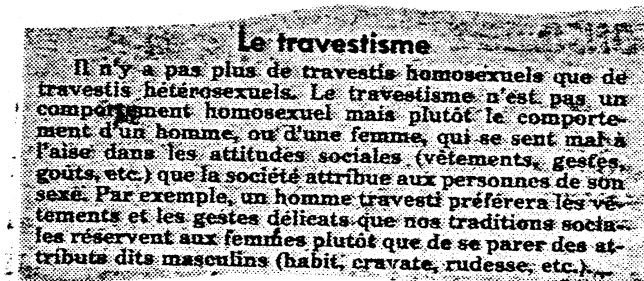 Le travestisme
Il n'y a pas plus de travestis homosexuels que de
travestis hétérosexuels. Le travestisme n'est pas un
comportement homosexuel mais plutôt le comporte-
ment d'un homme, ou d'une femme, qui se sent mal à
l'aise dans les attitudes sociales (vêtements, gestes,
goûts, etc.) que la société attribue aux personnes de son
sexe. Par exemple, un homme travesti préférera les vê-
tements et les gestes délicats que nos traditions socia-
les réservent aux femmes plutôt que de se parer des at-
tributs dits masculins (habit, cravate, rudesse, etc.).